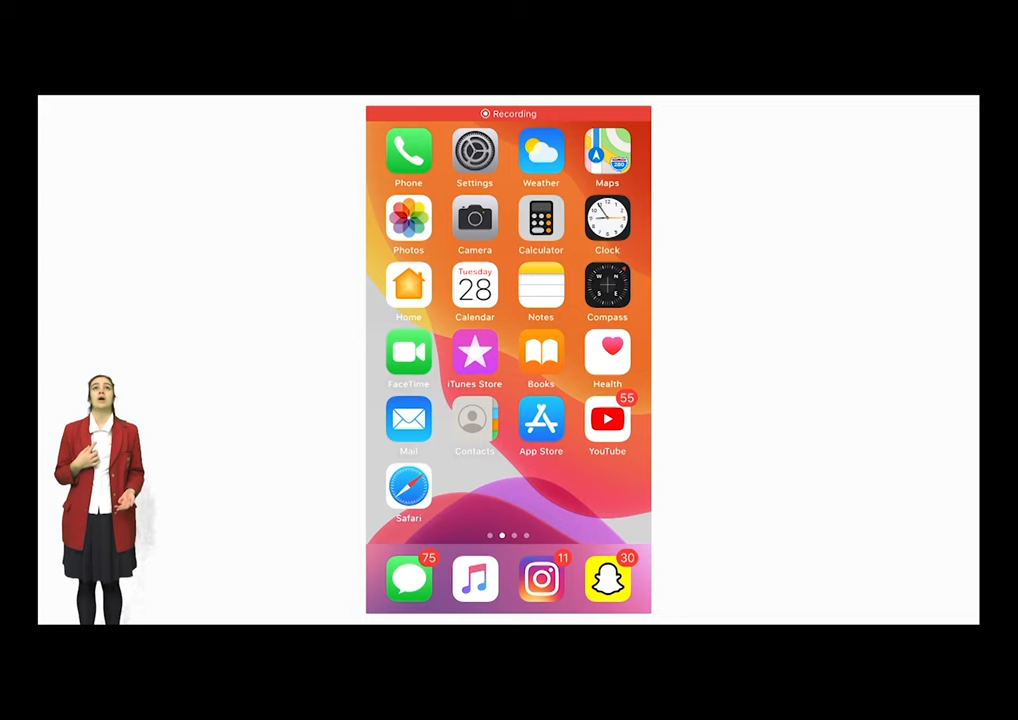 Recording
Phone Settings Weather Maps
Photos Camera Calculator Clock
Tuesday
28
Home Calendar Notes Compass
FaceTime iTunes Store Books Health
55
Mail Contacts App Store YouTube
Safari
75 11 30